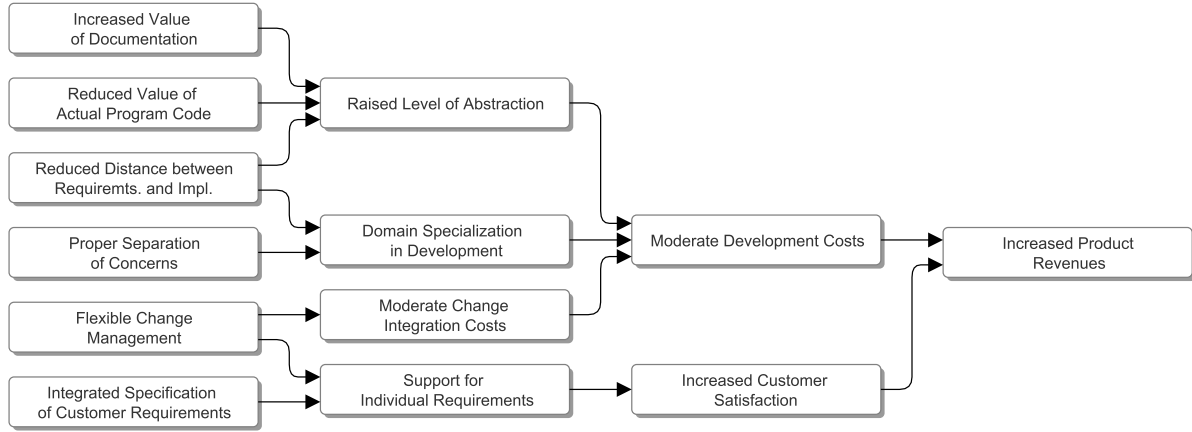 Increased Value
of Documentation
Reduced Value of
Actual Program Code
Reduced Distance between
Requiremts. and Impl.
Proper Separation
of Concerns
Flexible Change
Management
Integrated Specification
of Customer Requirements
Raised Level of Abstraction
Domain Specialization
in Development
Moderate Change
Integration Costs
Support for
Individual Requirements
Moderate Development Costs
Increased Customer
Satisfaction
Increased Product
Revenues